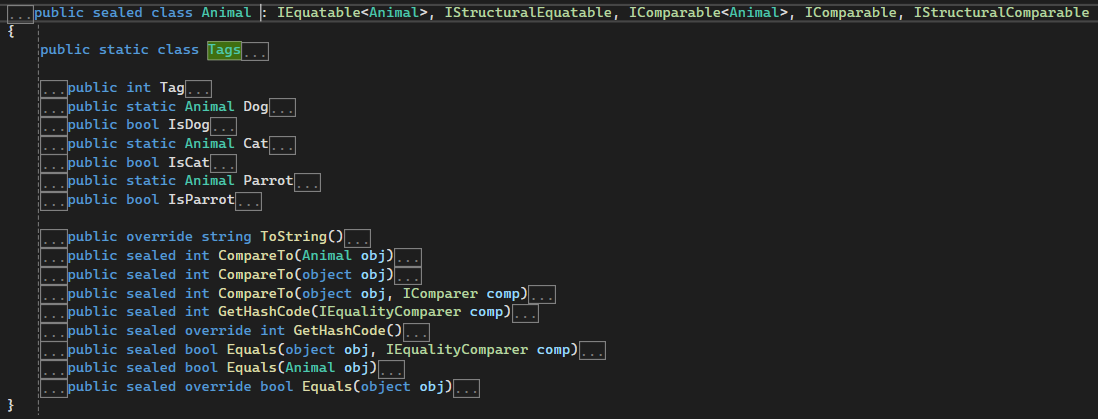 ...public sealed class Animal : IEquatable<Animal>, IStructuralEquatable, IComparable<Animal>, IComparable, IStructuralComparable
{
public static class Tags...
...public int Tag...
...public static Animal Dog...
...public bool IsDog...
...public static Animal Cat...
...public bool IsCat...
...public static Animal Parrot...
...public bool IsParrot...
...public override string ToString()...
...public sealed int CompareTo(Animal obj)...
...public sealed int CompareTo(object obj)...
...public sealed int CompareTo(object obj, IComparer comp)...
...public sealed int GetHashCode(IEqualityComparer comp)...
...public sealed override int GetHashCode()...
...public sealed bool Equals(object obj, IEqualityComparer comp)...
...public sealed bool Equals(Animal obj)...
...public sealed override bool Equals(object obj)...
}